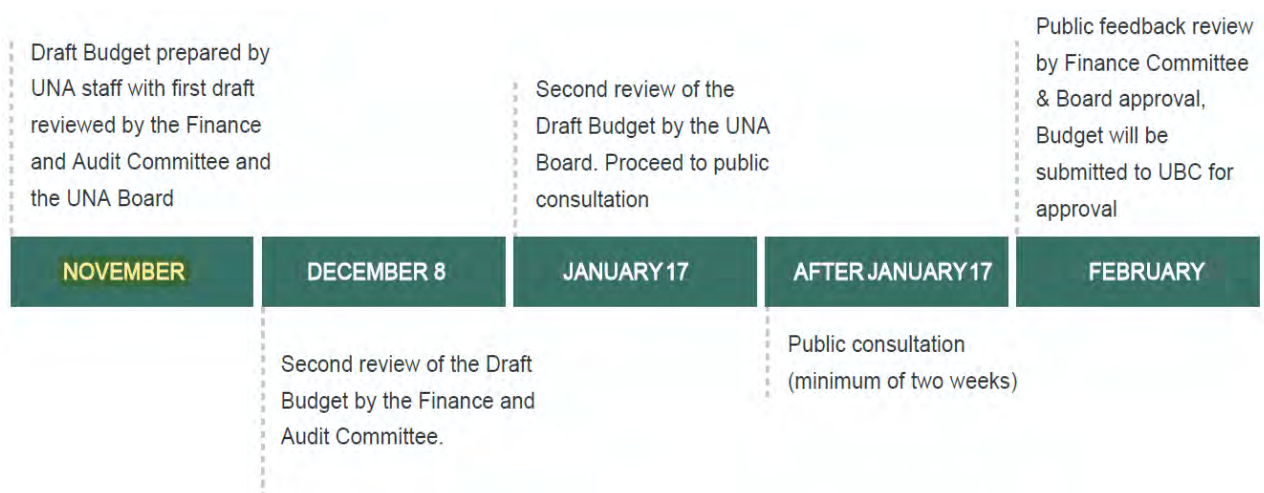 Draft Budget prepared by
UNA staff with first draft
reviewed by the Finance
and Audit Committee and
the UNA Board
NOVEMBER
DECEMBER 8
Second review of the Draft
Budget by the Finance and
Audit Committee.
Second review of the
Draft Budget by the UNA
Board. Proceed to public
consultation
JANUARY 17
AFTER JANUARY 17
Public consultation
(minimum of two weeks)
Public feedback review
by Finance Committee
& Board approval,
Budget will be
submitted to UBC for
approval
FEBRUARY